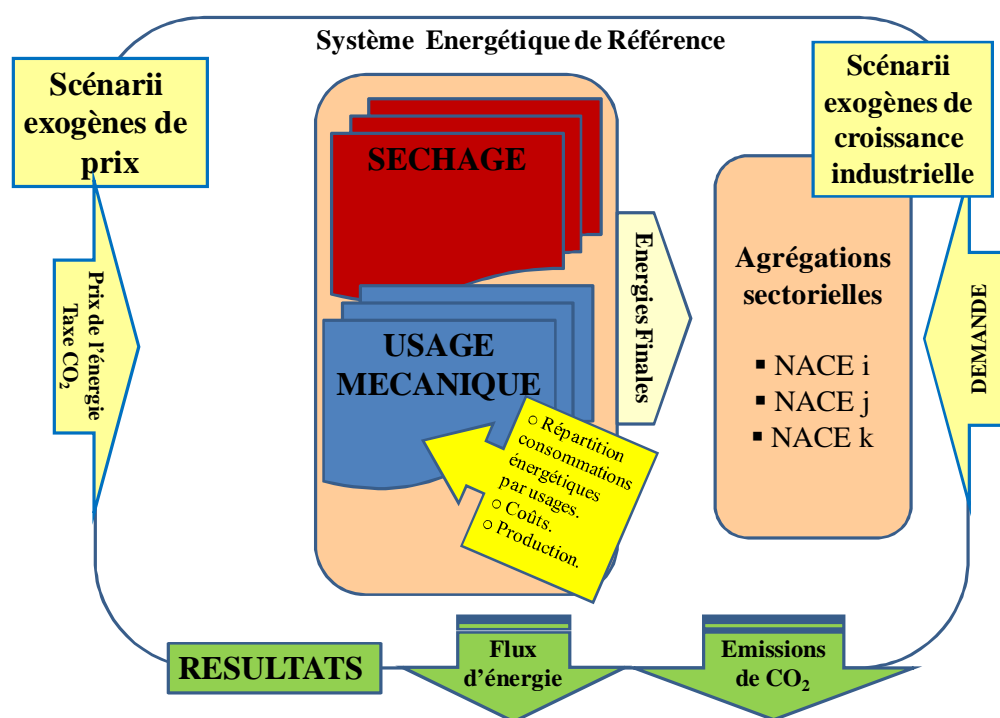 Système Energétique de Référence
Scénarii
exogènes de
prix
Prix de l'énergie
Taxe CO₂
SECHAGE
USAGE
MECANIQUE
○ Répartition
consommations
énergétiques
par usages.
○ Coûts.
○ Production.
Energies Finales
Scénarii
exogènes de
croissance
industrielle
Agrégations
sectorielles
▪ NACE i
▪ NACE j
▪ NACE k
DEMANDE
RESULTATS
Flux
d'énergie
Emissions
de CO₂